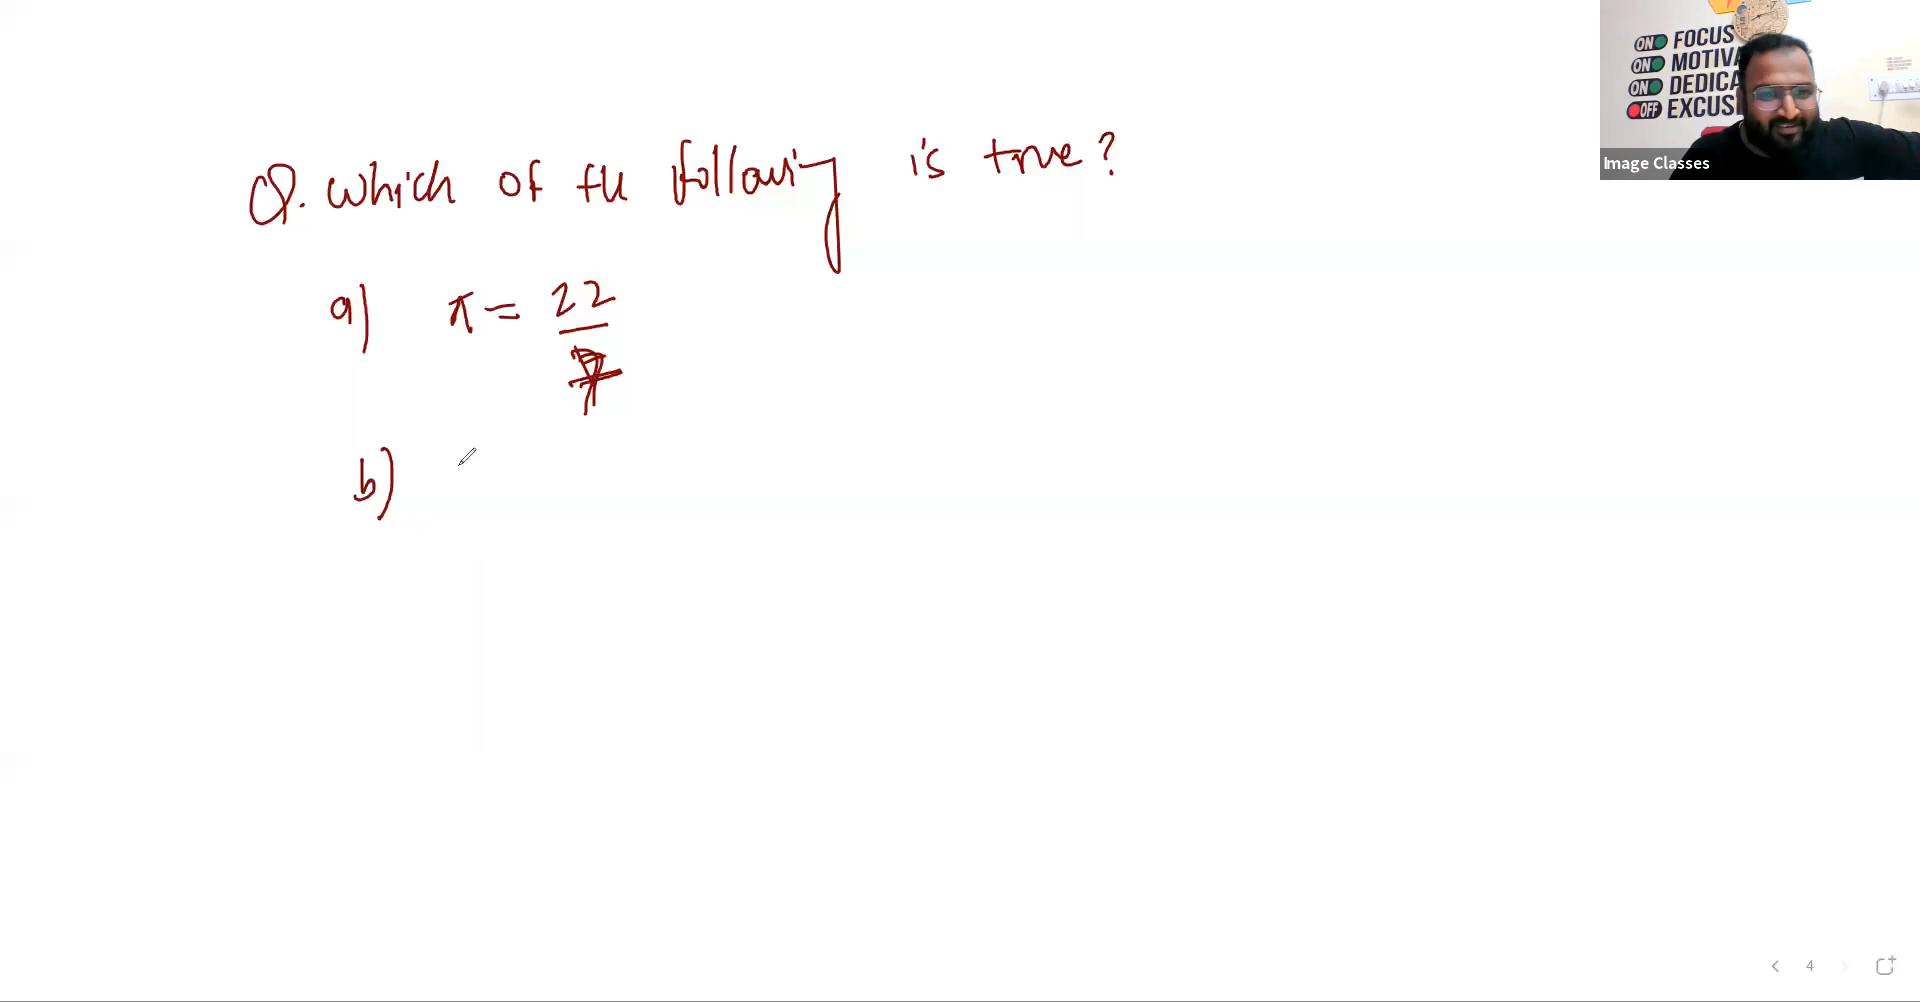 ON FOCUS
ON MOTIVA
ON DEDICA
OFF EXCUS
Image Classes
Q. Which of the following is true?
a) π = 22
7
b)
4